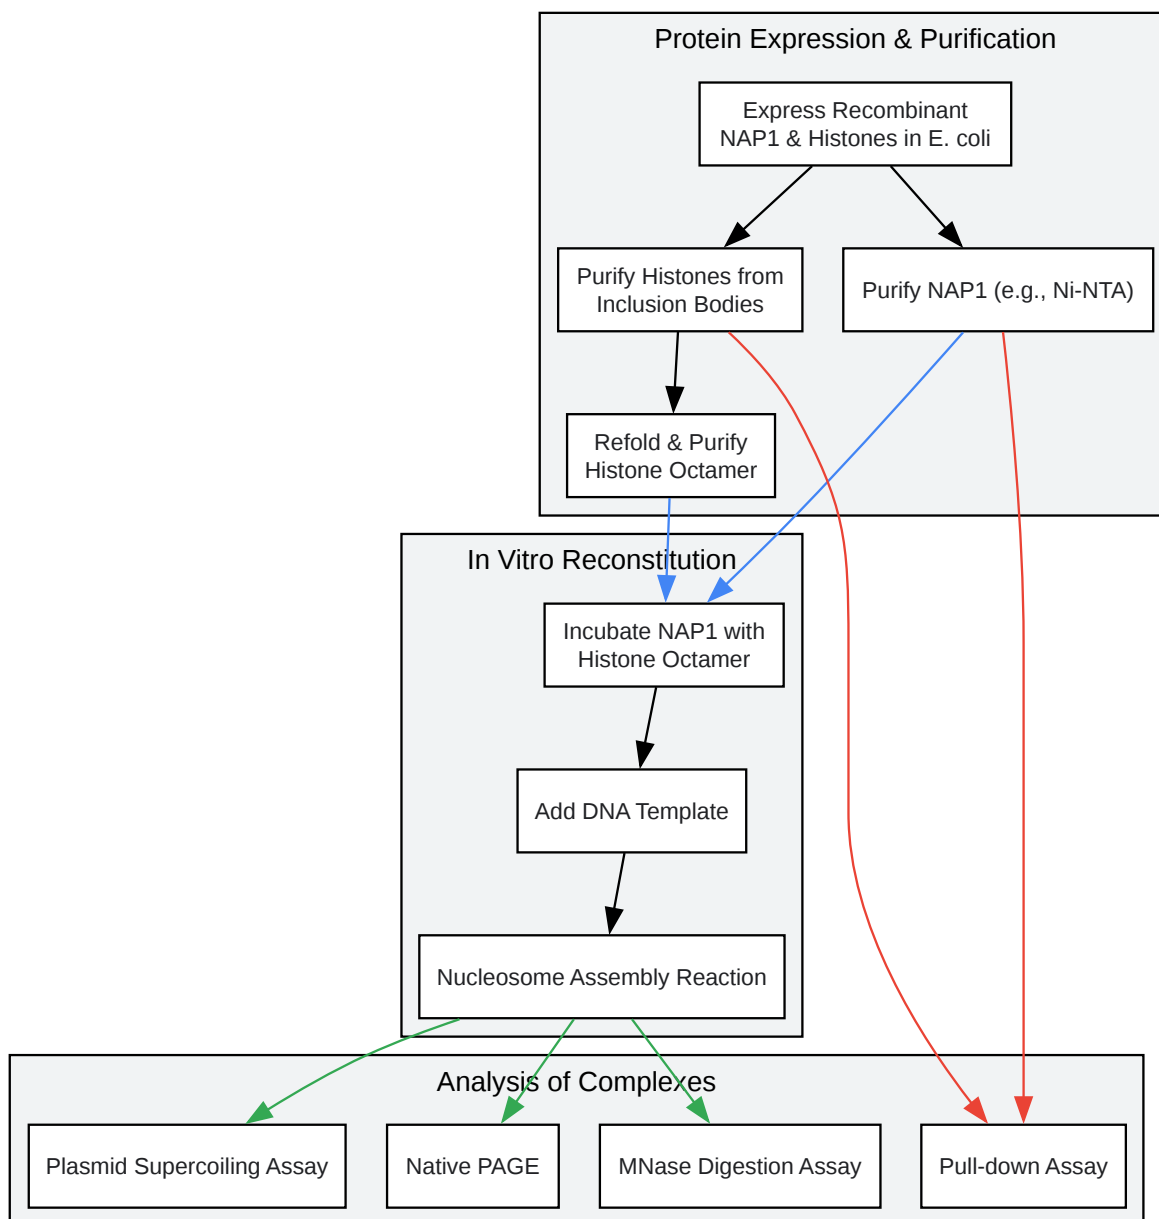 Protein Expression & Purification
Express Recombinant
NAP1 & Histones in E. coli
Purify Histones from
Inclusion Bodies
Purify NAP1 (e.g., Ni-NTA)
Refold & Purify
Histone Octamer
In Vitro Reconstitution
Incubate NAP1 with
Histone Octamer
Add DNA Template
Nucleosome Assembly Reaction
Analysis of Complexes
Plasmid Supercoiling Assay
Native PAGE
MNase Digestion Assay
Pull-down Assay